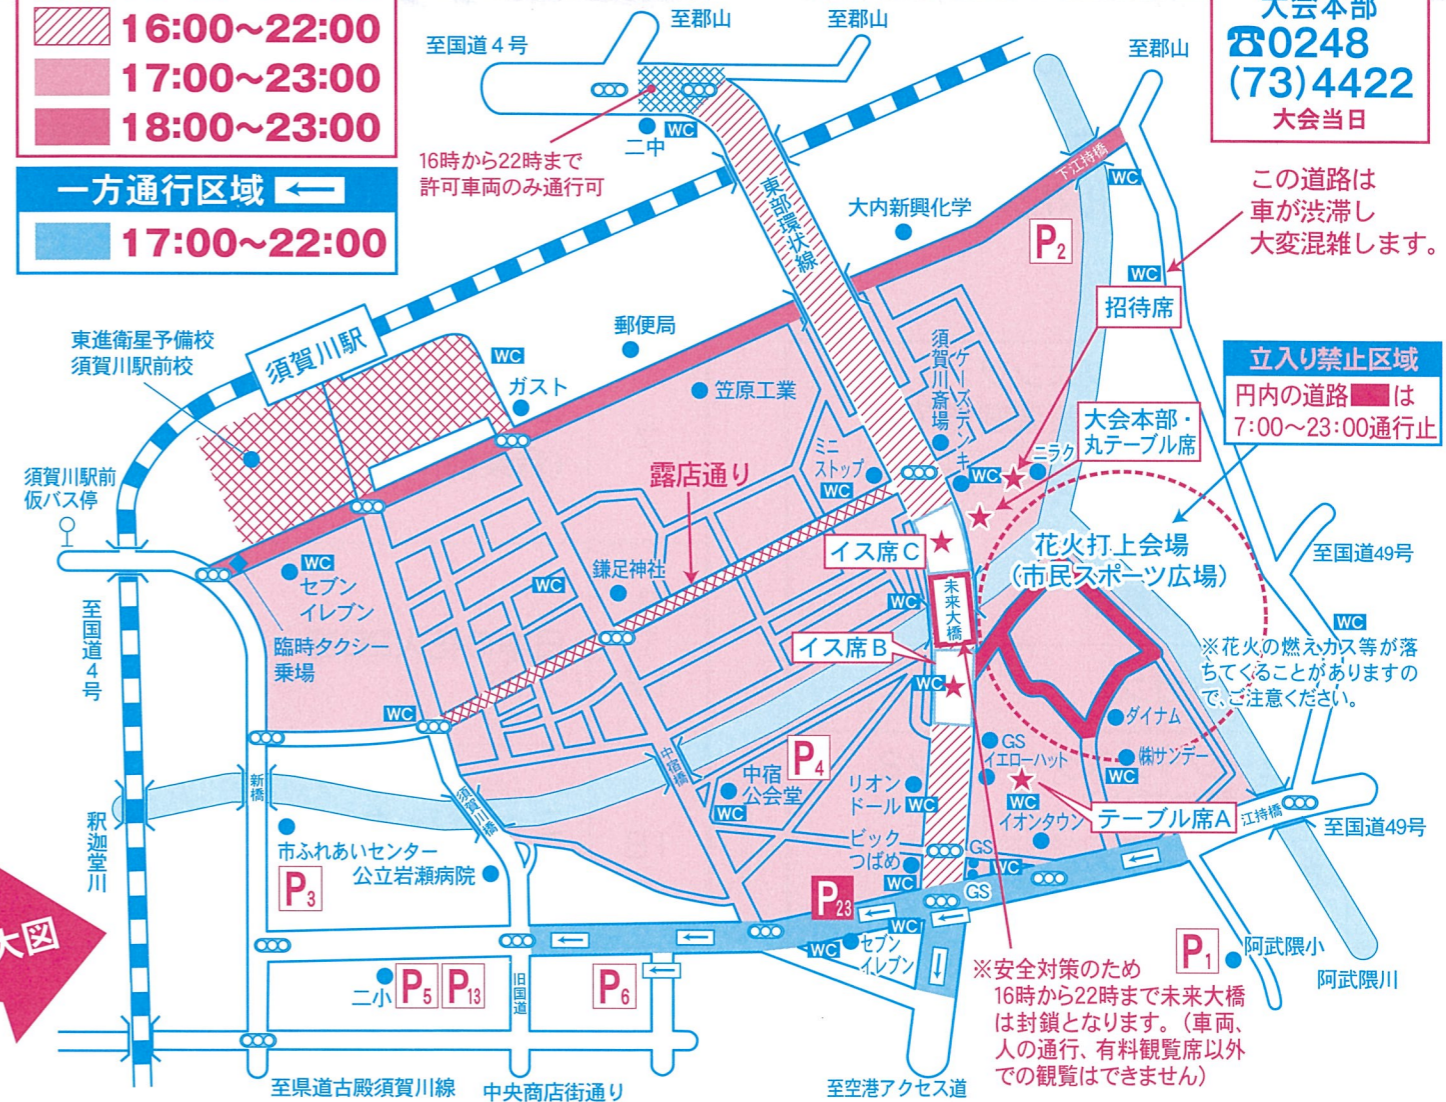 16:00〜22:00
17:00〜23:00
18:00〜23:00
一方通行区域
17:00〜22:00
大会本部
☎0248
(73)4422
大会当日
至郡山
至郡山
至郡山
至国道4号
二中
WC
16時から22時まで
許可車両のみ通行可
東部環状線
大内新興化学
下江持橋
WC
P2
この道路は
車が渋滞し
大変混雑します。
WC
招待席
立入り禁止区域
円内の道路■は
7:00〜23:00通行止
東進衛星予備校
須賀川駅前校
須賀川駅
WC
ガスト
郵便局
笠原工業
須賀川斎場
ケーズデンキ
大会本部・
丸テーブル席
ニラク
WC
ミニ
ストップ
WC
露店通り
須賀川駅前
仮バス停
イス席C
花火打上会場
(市民スポーツ広場)
至国道49号
WC
セブン
イレブン
WC
鎌足神社
未来大橋
WC
WC
臨時タクシー
乗場
至国道4号
イス席B
WC
※花火の燃えカス等が落
ちてくることがありますの
で、ご注意ください。
WC
ダイナム
GS
イエローハット
㈱サンデー
WC
新橋
須賀川橋
中宿橋
P4
中宿
公会堂
WC
リオン
ドール
WC
WC
イオンタウン
テーブル席A
江持橋
至国道49号
釈迦堂川
市ふれあいセンター
公立岩瀬病院
P3
ビック
つばめ
WC
GS
WC
GS
P23
WC
WC
セブン
イレブン
大図
二小
P5
P13
旧国道
P6
※安全対策のため
16時から22時まで未来大橋
は封鎖となります。(車両、
人の通行、有料観覧席以外
での観覧はできません)
P1
阿武隈小
阿武隈川
至県道古殿須賀川線
中央商店街通り
至空港アクセス道